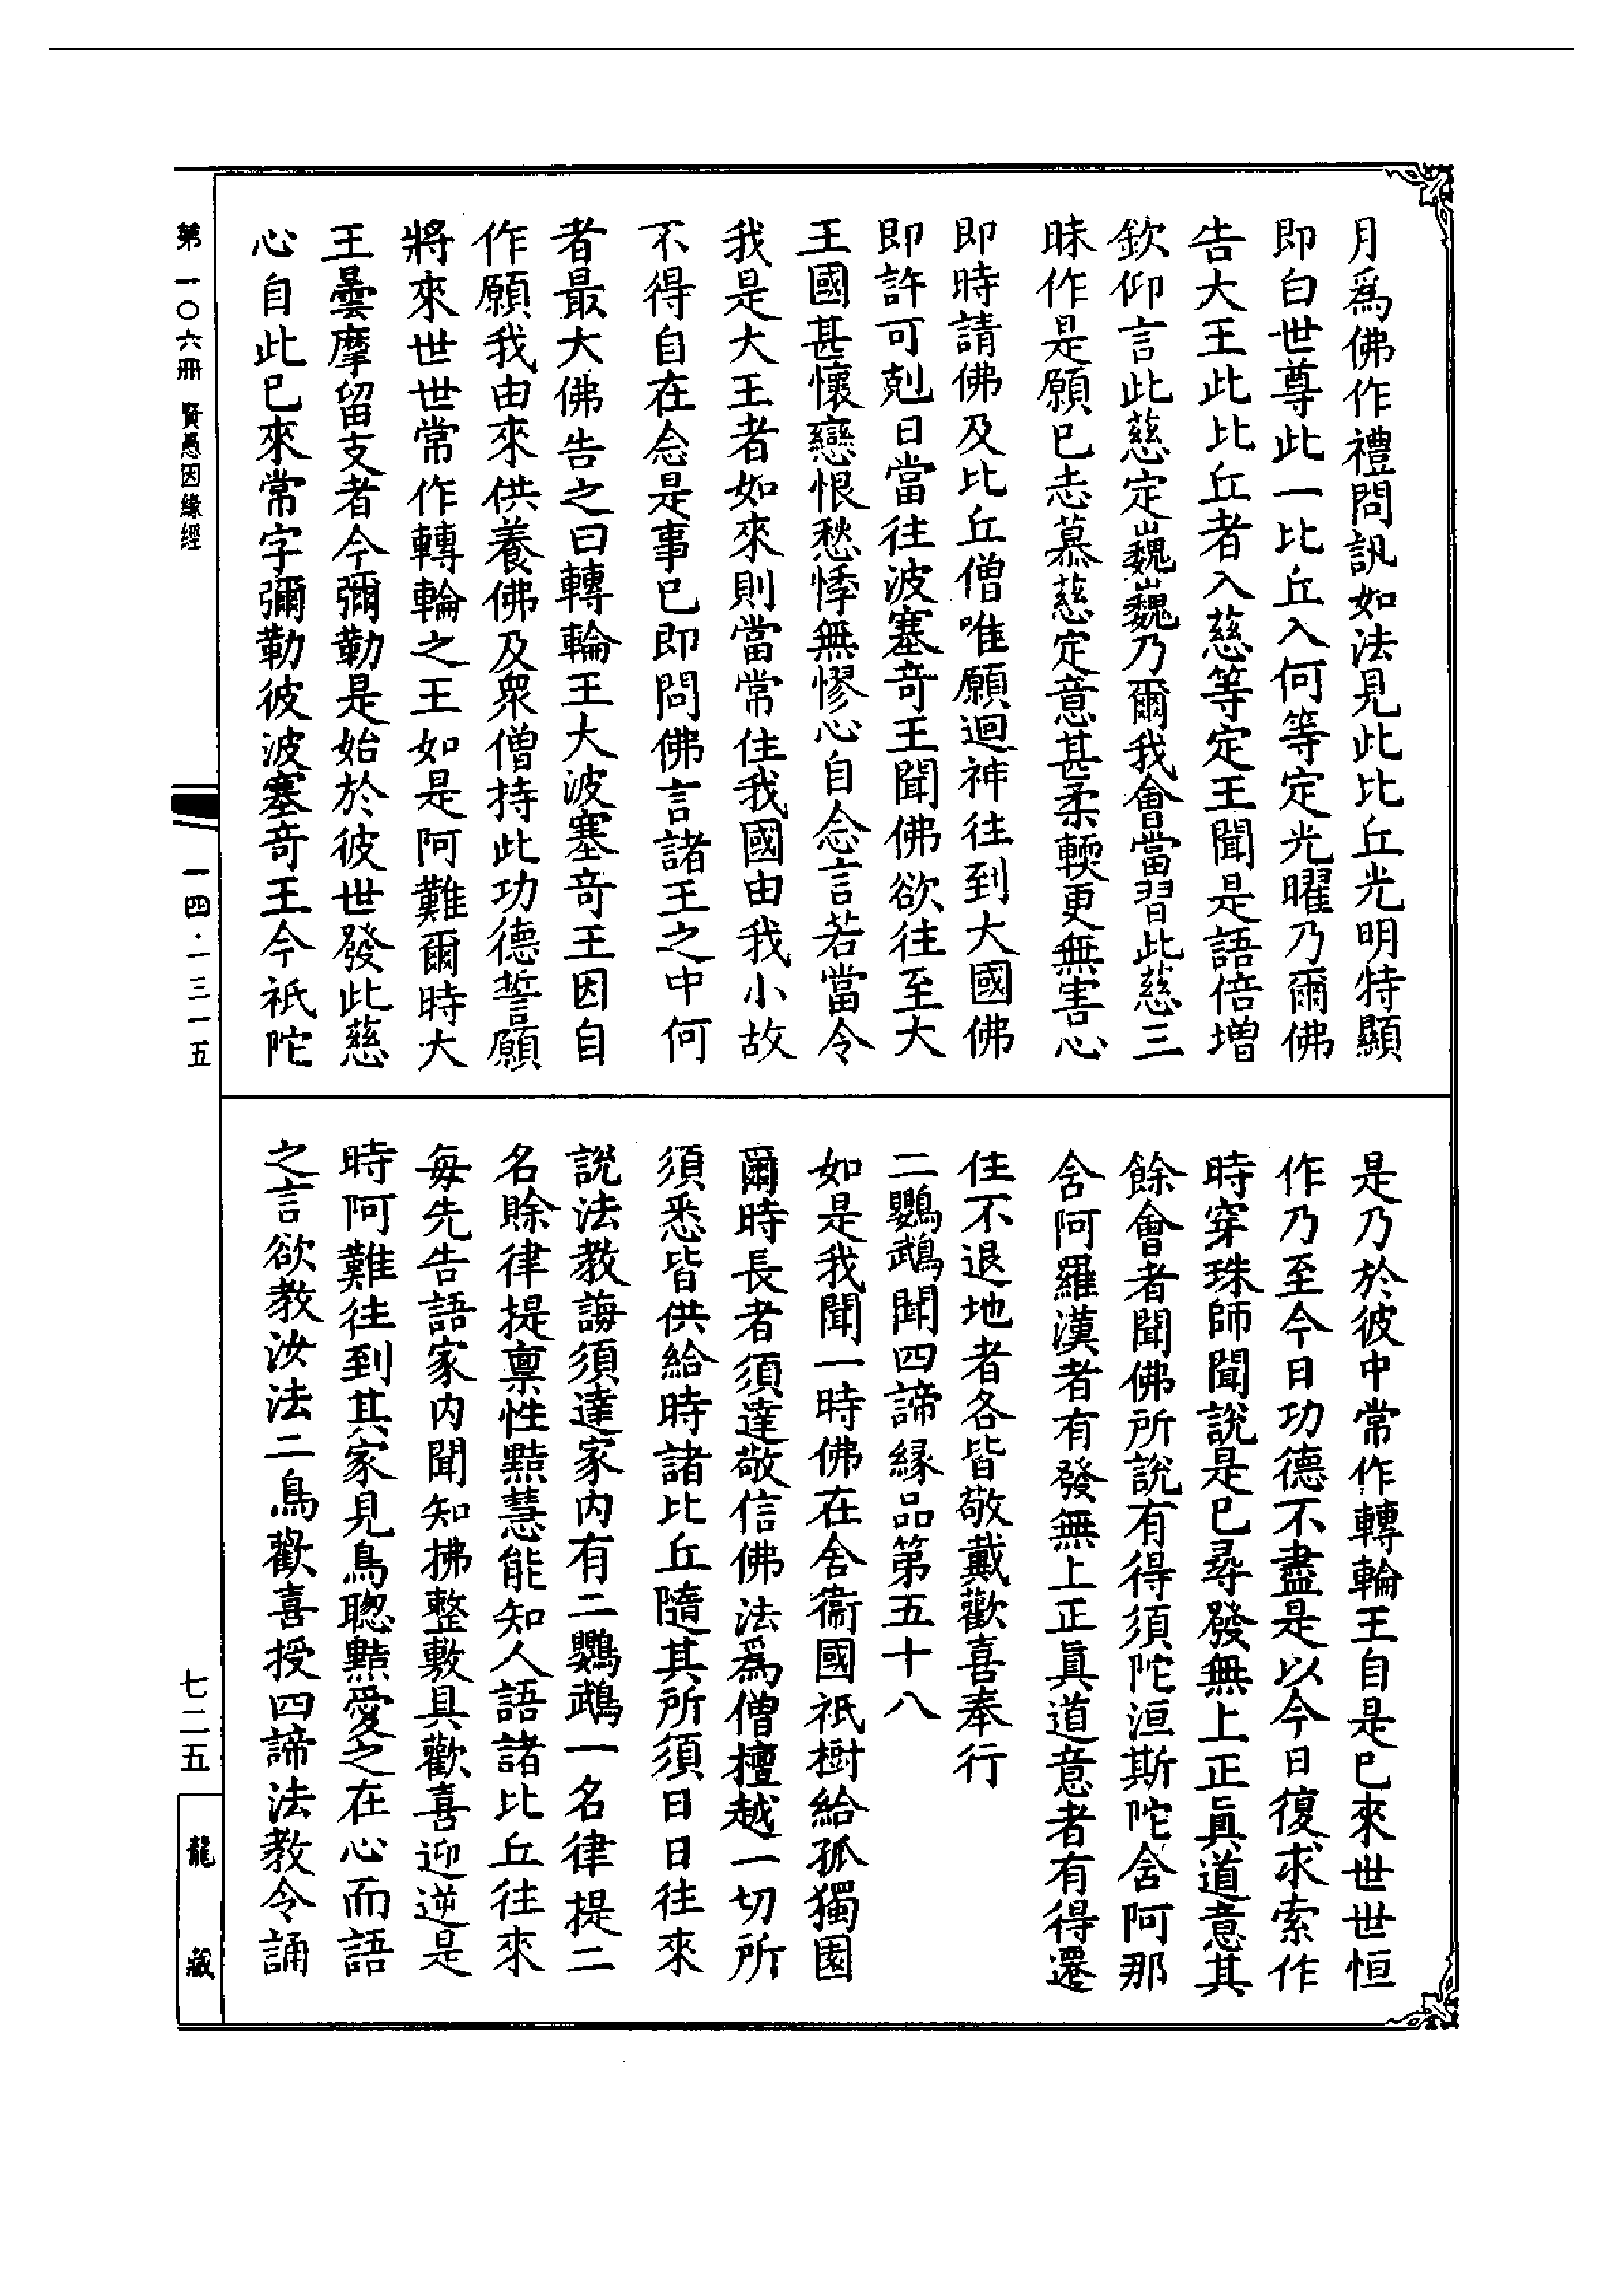 月爲佛作禮問訊如法見此比丘光明特顯
即白世尊此一比丘入何等定光曜乃爾佛
告大王此比丘者入慈等定王聞是語倍增
欽仰言此慈定巍巍乃爾我會當習此慈三
昧作是願已志慕慈定意甚柔輭更無害心
即時請佛及比丘僧唯願迴神往到大國佛
即許可剋日當往波塞奇王聞佛欲往至大
王國甚懷戀恨愁悸無憀心自念言若當令
我是大王者如來則當常住我國由我小故
不得自在念是事已即問佛言諸王之中何
者最大佛告之曰轉輪王大波塞奇王因自
作願我由來供養佛及衆僧持此功德誓願
將來世世常作轉輪之王如是阿難爾時大
王曇摩留支者今彌勒是始於彼世發此慈
心自此已來常字彌勒彼波塞奇王今祇陀
是乃於彼中常作轉輪王自是已來世世恒
作乃至今日功德不盡是以今日復求索作
時穿珠師聞說是已尋發無上正眞道意其
餘會者聞佛所說有得須陀洹斯陀含阿那
含阿羅漢者有發無上正眞道意者有得遷
住不退地者各皆敬戴歡喜奉行
二鸚鵡聞四諦緣品第五十八
如是我聞一時佛在舍衞國祇樹給孤獨園
爾時長者須達敬信佛法爲僧檀越一切所
須悉皆供給時諸比丘隨其所須日日往來
說法教誨須達家內有二鸚鵡一名律提二
名賒律提稟性黠慧能知人語諸比丘往來
每先告語家內聞知拂整敷具歡喜迎逆是
時阿難往到其家見鳥聰黠愛之在心而語
之言欲教汝法二鳥歡喜授四諦法教令誦
第一〇六冊 賢愚因緣經
一四·一三一五
七二五
龍藏